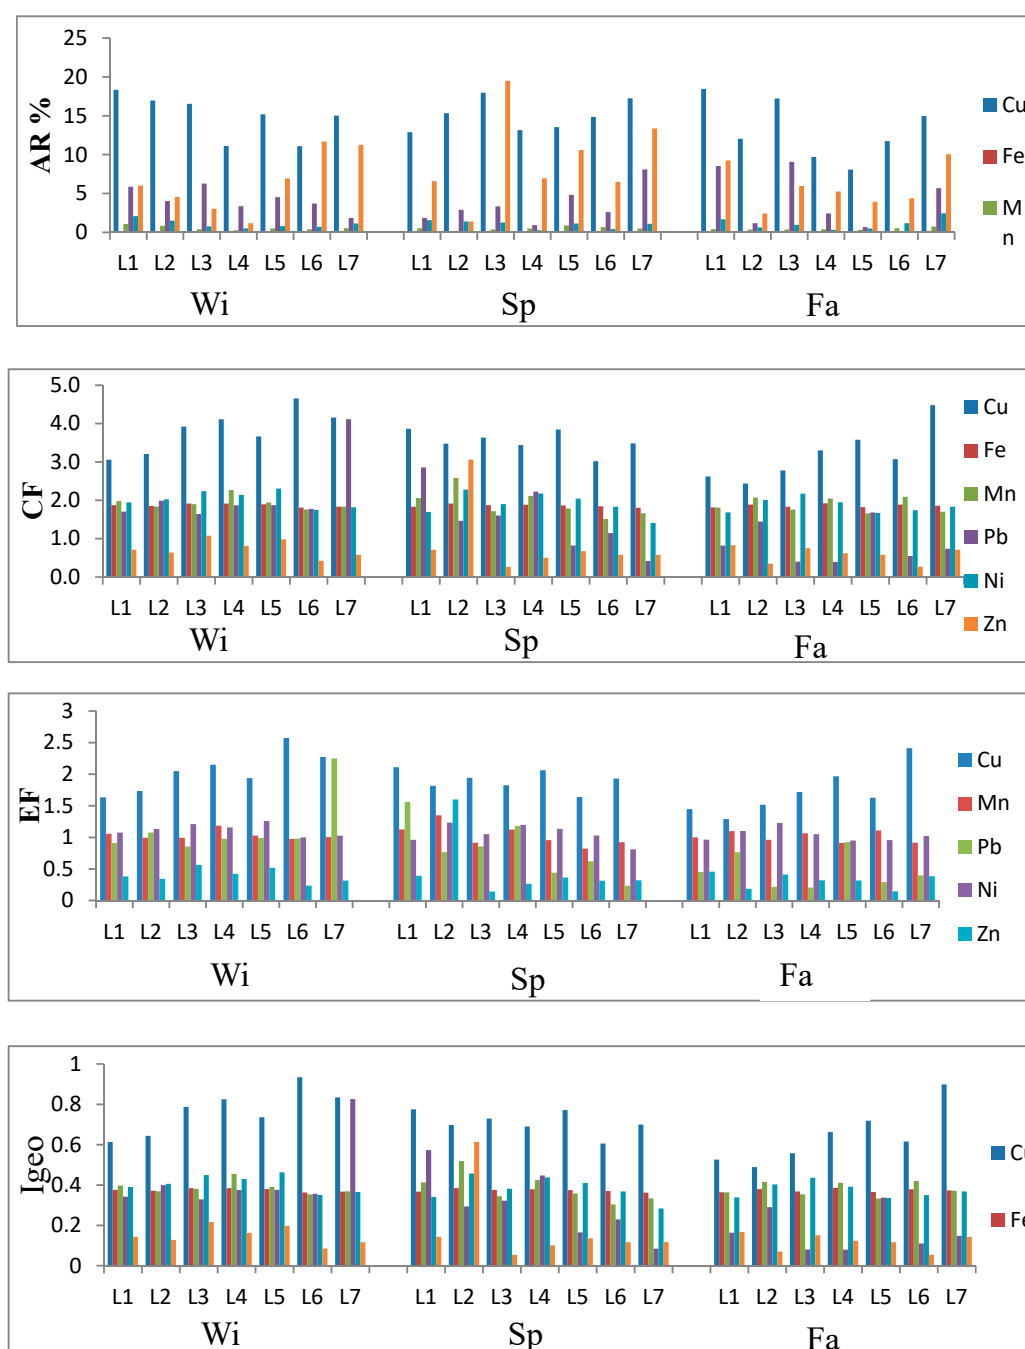 25
20
15
10
5
0
AR %
L1 L2 L3 L4 L5 L6 L7 L1 L2 L3 L4 L5 L6 L7 L1 L2 L3 L4 L5 L6 L7
Wi Sp Fa
Cu
Fe
M
n
5.0
4.0
3.0
2.0
1.0
0.0
CF
L1 L2 L3 L4 L5 L6 L7 L1 L2 L3 L4 L5 L6 L7 L1 L2 L3 L4 L5 L6 L7
Wi Sp Fa
Cu
Fe
Mn
Pb
Ni
Zn
3
2.5
2
1.5
1
0.5
0
EF
L1 L2 L3 L4 L5 L6 L7 L1 L2 L3 L4 L5 L6 L7 L1 L2 L3 L4 L5 L6 L7
Wi Sp Fa
Cu
Mn
Pb
Ni
Zn
1
0.8
0.6
0.4
0.2
0
Igeo
L1 L2 L3 L4 L5 L6 L7 L1 L2 L3 L4 L5 L6 L7 L1 L2 L3 L4 L5 L6 L7
Wi Sp Fa
Cu
Fe